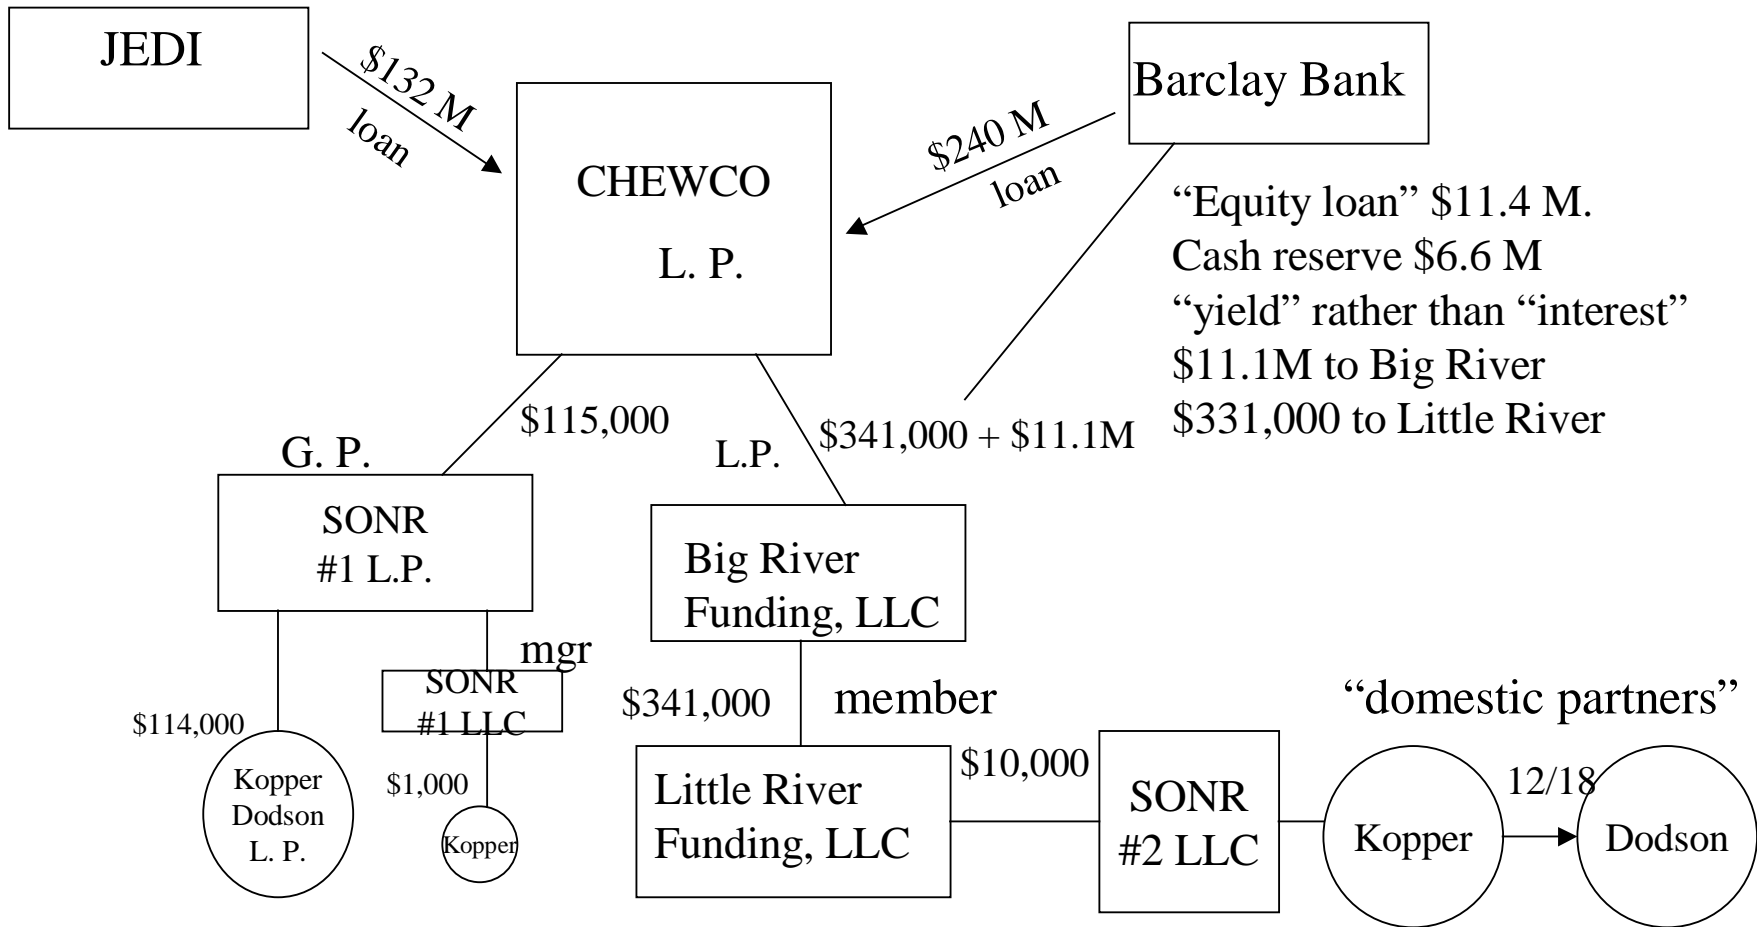 JEDI
$132 M
loan
CHEWCO
L. P.
Barclay Bank
$240 M
loan
“Equity loan” $11.4 M.
Cash reserve $6.6 M
“yield” rather than “interest”
$11.1M to Big River
$331,000 to Little River
$115,000
G. P.
L.P.
$341,000 + $11.1M
SONR
#1 L.P.
Big River
Funding, LLC
mgr
SONR
#1 LLC
$114,000
Kopper
Dodson
L. P.
$1,000
Kopper
$341,000
member
Little River
Funding, LLC
$10,000
SONR
#2 LLC
“domestic partners”
Kopper
12/18
Dodson